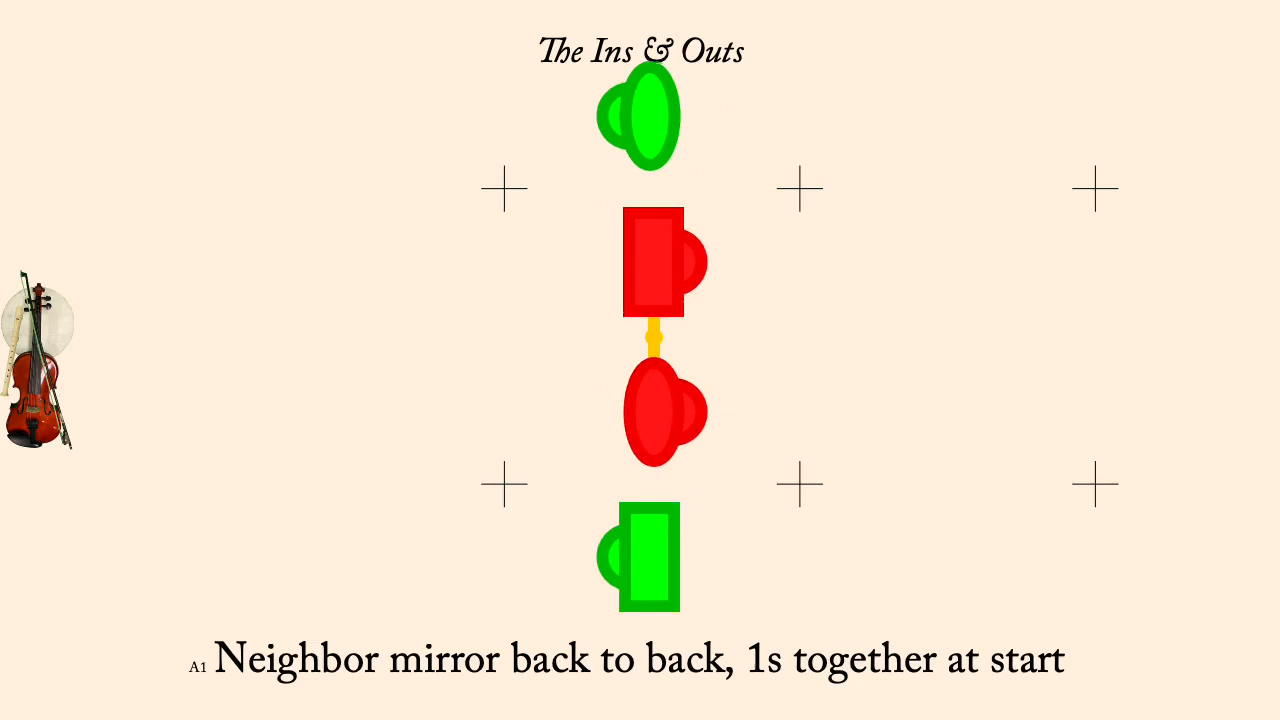 The Ins & Outs
A1 Neighbor mirror back to back, 1s together at start